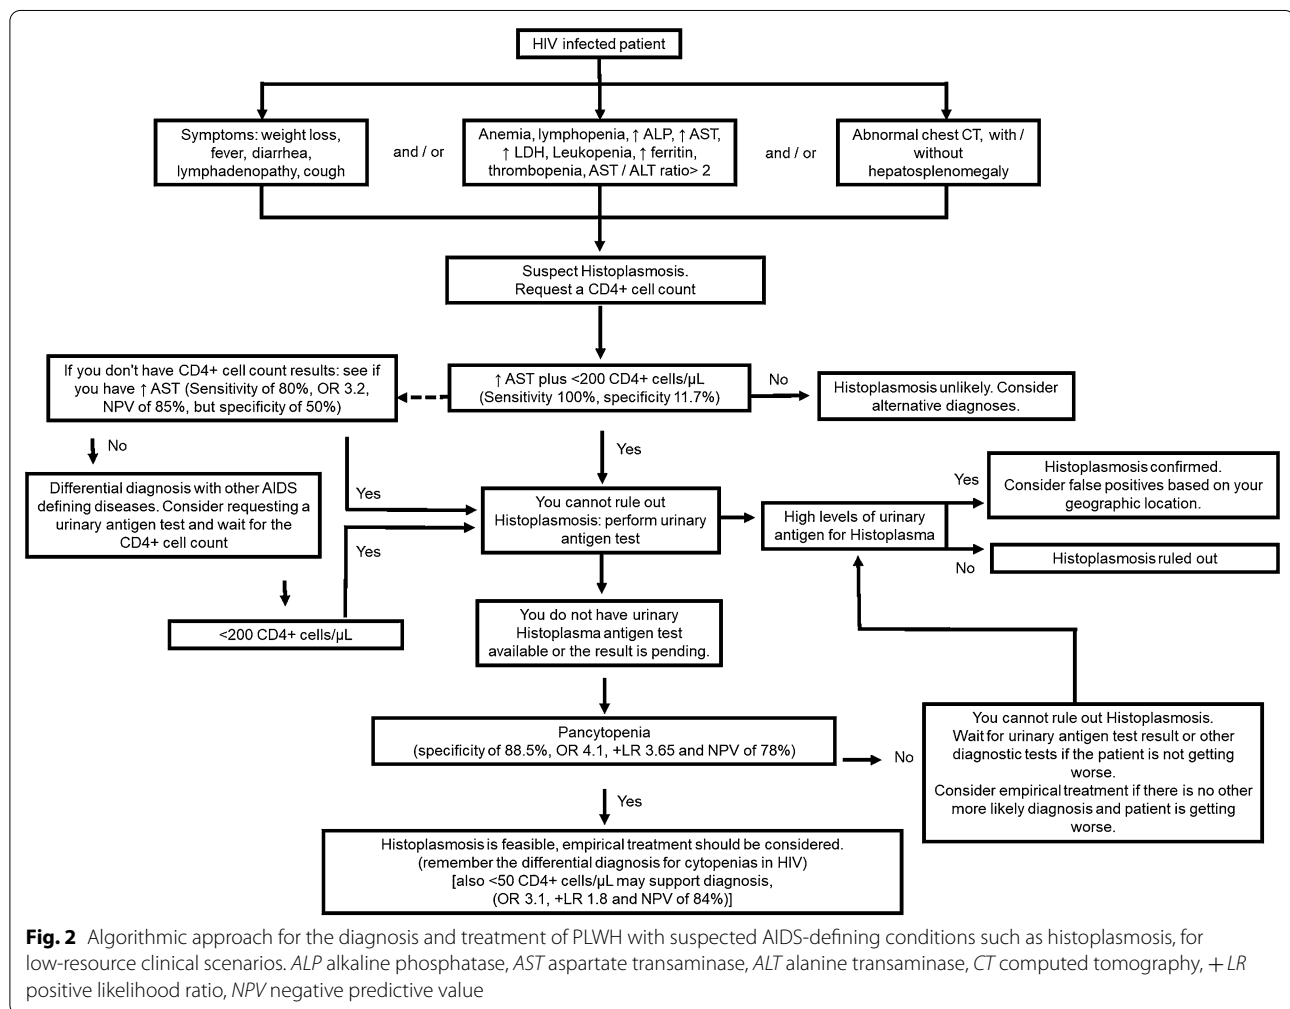 HIV infected patient
Symptoms: weight loss,
fever, diarrhea,
lymphadenopathy, cough
and / or
Anemia, lymphopenia, ↑ ALP, ↑ AST,
↑ LDH, Leukopenia, ↑ ferritin,
thrombopenia, AST / ALT ratio> 2
and / or
Abnormal chest CT, with /
without
hepatosplenomegaly
Suspect Histoplasmosis.
Request a CD4+ cell count
If you don't have CD4+ cell count results: see if
you have ↑ AST (Sensitivity of 80%, OR 3.2,
NPV of 85%, but specificity of 50%)
↑ AST plus <200 CD4+ cells/µL
(Sensitivity 100%, specificity 11.7%)
No
Histoplasmosis unlikely. Consider
alternative diagnoses.
No
Yes
Differential diagnosis with other AIDS
defining diseases. Consider requesting a
urinary antigen test and wait for the
CD4+ cell count
Yes
Yes
<200 CD4+ cells/µL
You cannot rule out
Histoplasmosis: perform urinary
antigen test
High levels of urinary
antigen for Histoplasma
Yes
Histoplasmosis confirmed.
Consider false positives based on your
geographic location.
No
Histoplasmosis ruled out
You do not have urinary
Histoplasma antigen test
available or the result is pending.
Pancytopenia
(specificity of 88.5%, OR 4.1, +LR 3.65 and NPV of 78%)
No
You cannot rule out Histoplasmosis.
Wait for urinary antigen test result or other
diagnostic tests if the patient is not getting
worse.
Consider empirical treatment if there is no other
more likely diagnosis and patient is getting
worse.
Yes
Histoplasmosis is feasible, empirical treatment should be considered.
(remember the differential diagnosis for cytopenias in HIV)
[also <50 CD4+ cells/µL may support diagnosis,
(OR 3.1, +LR 1.8 and NPV of 84%)]
Fig. 2 Algorithmic approach for the diagnosis and treatment of PLWH with suspected AIDS-defining conditions such as histoplasmosis, for
low-resource clinical scenarios. ALP alkaline phosphatase, AST aspartate transaminase, ALT alanine transaminase, CT computed tomography, + LR
positive likelihood ratio, NPV negative predictive value